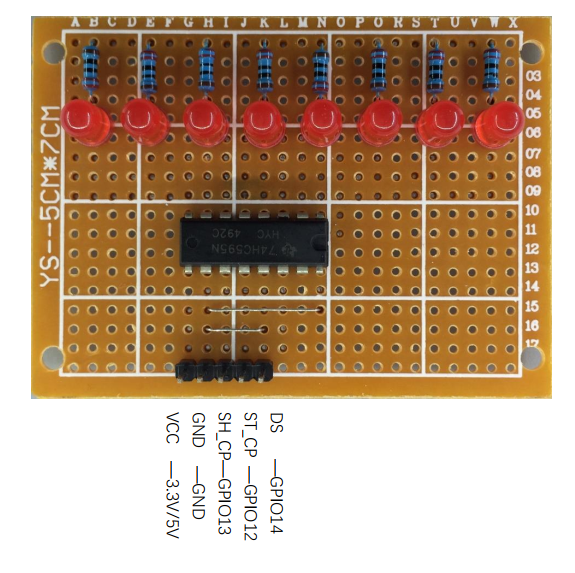 A B C D E F G H I J K L M N O P Q R S T U V W X
03
04
05
06
07
08
09
10
11
12
13
14
15
16
17
YS--5CM*7CM
74HC595N
HYC 492C
DS —GPIO14
ST_CP —GPIO12
SH_CP—GPIO13
GND —GND
VCC —3.3V/5V